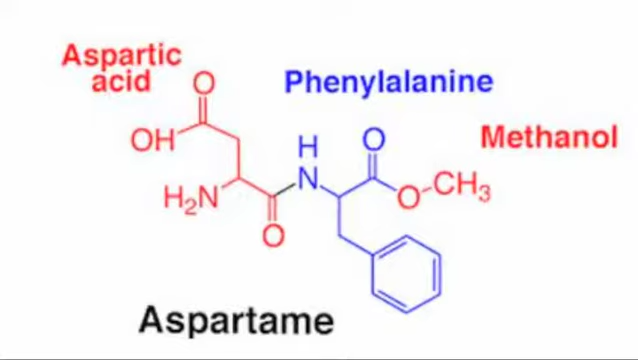 Aspartic
acid
Phenylalanine
Methanol
O
OH
H
N
O
O
CH₃
H₂N
O
Aspartame